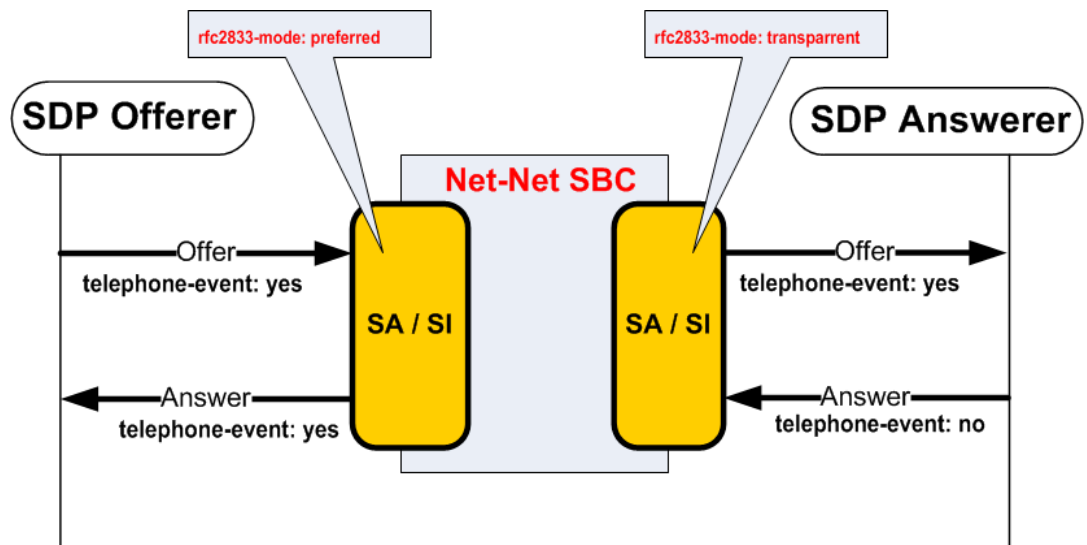 rfc2833-mode: preferred
rfc2833-mode: transparrent
SDP Offerer
SDP Answerer
Net-Net SBC
Offer
telephone-event: yes
Offer
telephone-event: yes
SA / SI
SA / SI
Answer
telephone-event: yes
Answer
telephone-event: no